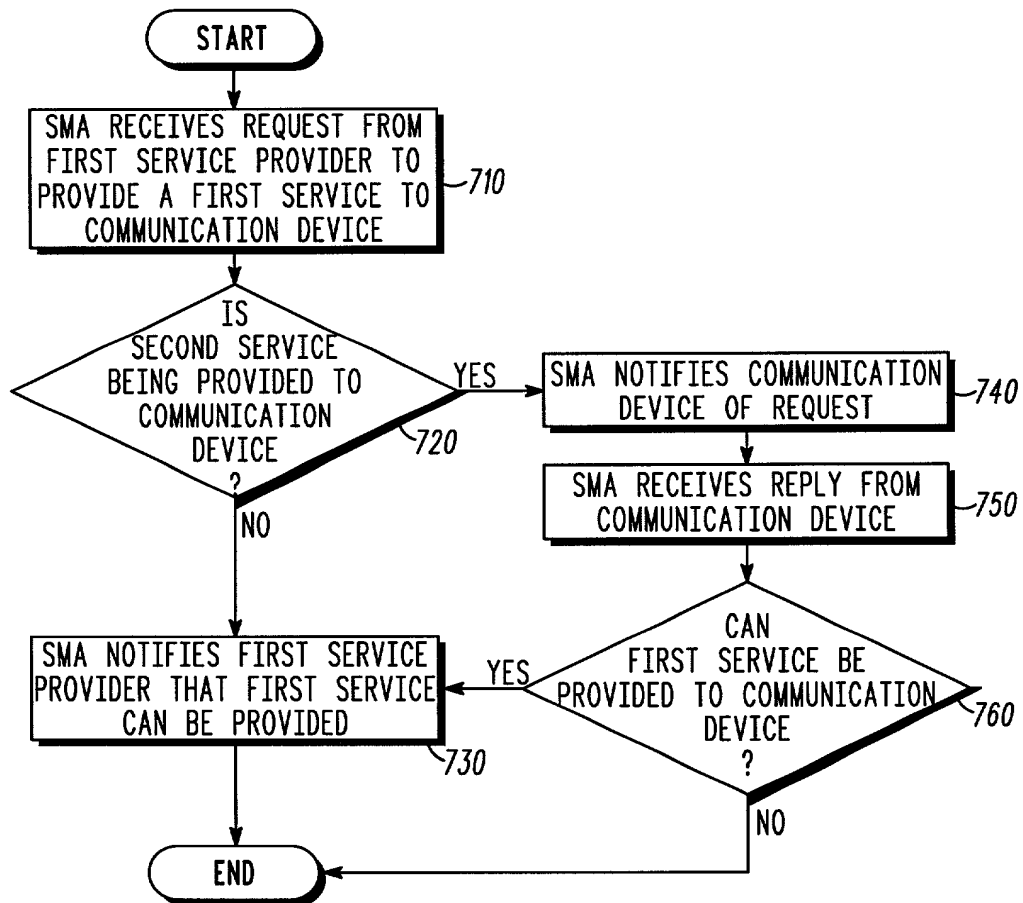 START
SMA RECEIVES REQUEST FROM
FIRST SERVICE PROVIDER TO
PROVIDE A FIRST SERVICE TO
COMMUNICATION DEVICE
710
IS
SECOND SERVICE
BEING PROVIDED TO
COMMUNICATION
DEVICE
?
720
YES
NO
SMA NOTIFIES COMMUNICATION
DEVICE OF REQUEST
740
SMA RECEIVES REPLY FROM
COMMUNICATION DEVICE
750
CAN
FIRST SERVICE BE
PROVIDED TO COMMUNICATION
DEVICE
?
760
YES
NO
SMA NOTIFIES FIRST SERVICE
PROVIDER THAT FIRST SERVICE
CAN BE PROVIDED
730
END